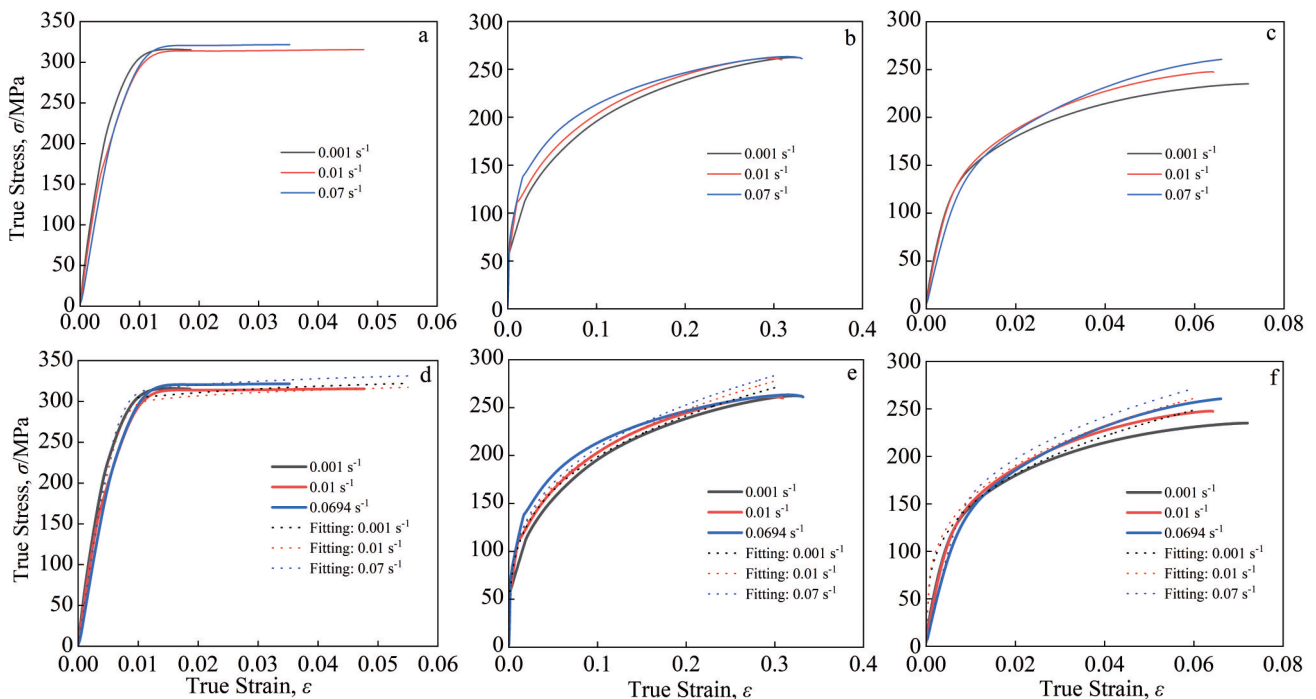 a
True Stress, σ/MPa
350
300
250
200
150
100
50
0
0.00 0.01 0.02 0.03 0.04 0.05 0.06
0.001 s⁻¹
0.01 s⁻¹
0.07 s⁻¹
b
300
250
200
150
100
50
0
0.0 0.1 0.2 0.3 0.4
0.001 s⁻¹
0.01 s⁻¹
0.07 s⁻¹
c
300
250
200
150
100
50
0
0.00 0.02 0.04 0.06 0.08
0.001 s⁻¹
0.01 s⁻¹
0.07 s⁻¹
d
True Stress, σ/MPa
350
300
250
200
150
100
50
0
0.00 0.01 0.02 0.03 0.04 0.05 0.06
True Strain, ε
0.001 s⁻¹
0.01 s⁻¹
0.0694 s⁻¹
Fitting: 0.001 s⁻¹
Fitting: 0.01 s⁻¹
Fitting: 0.07 s⁻¹
e
300
250
200
150
100
50
0
0.0 0.1 0.2 0.3 0.4
True Strain, ε
0.001 s⁻¹
0.01 s⁻¹
0.0694 s⁻¹
Fitting: 0.001 s⁻¹
Fitting: 0.01 s⁻¹
Fitting: 0.07 s⁻¹
f
300
250
200
150
100
50
0
0.00 0.02 0.04 0.06 0.08
True Strain, ε
0.001 s⁻¹
0.01 s⁻¹
0.0694 s⁻¹
Fitting: 0.001 s⁻¹
Fitting: 0.01 s⁻¹
Fitting: 0.07 s⁻¹